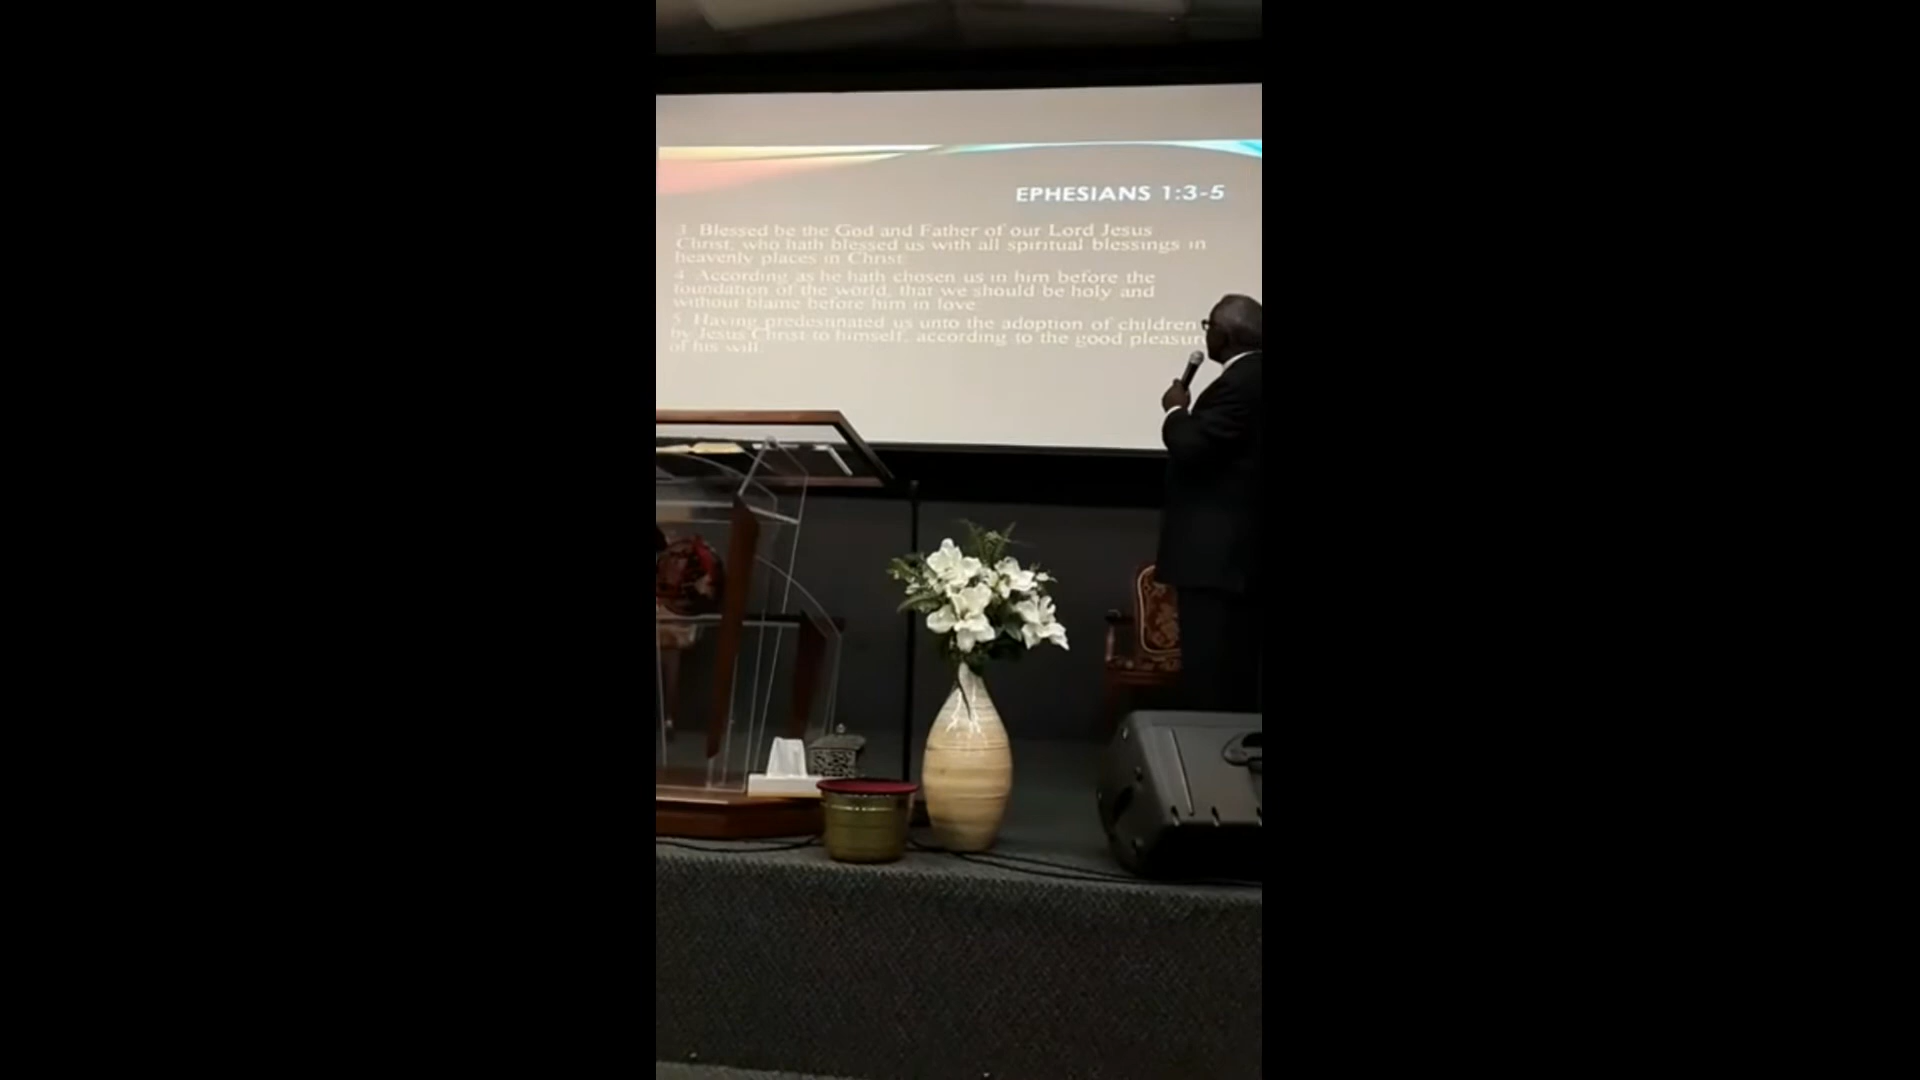 EPHESIANS 1:3-5
3 Blessed be the God and Father of our Lord Jesus
Christ, who hath blessed us with all spiritual blessings in
heavenly places in Christ:
4 According as he hath chosen us in him before the
foundation of the world, that we should be holy and
without blame before him in love
5 Having predestinated us unto the adoption of children
by Jesus Christ to himself, according to the good pleasur
of his will.